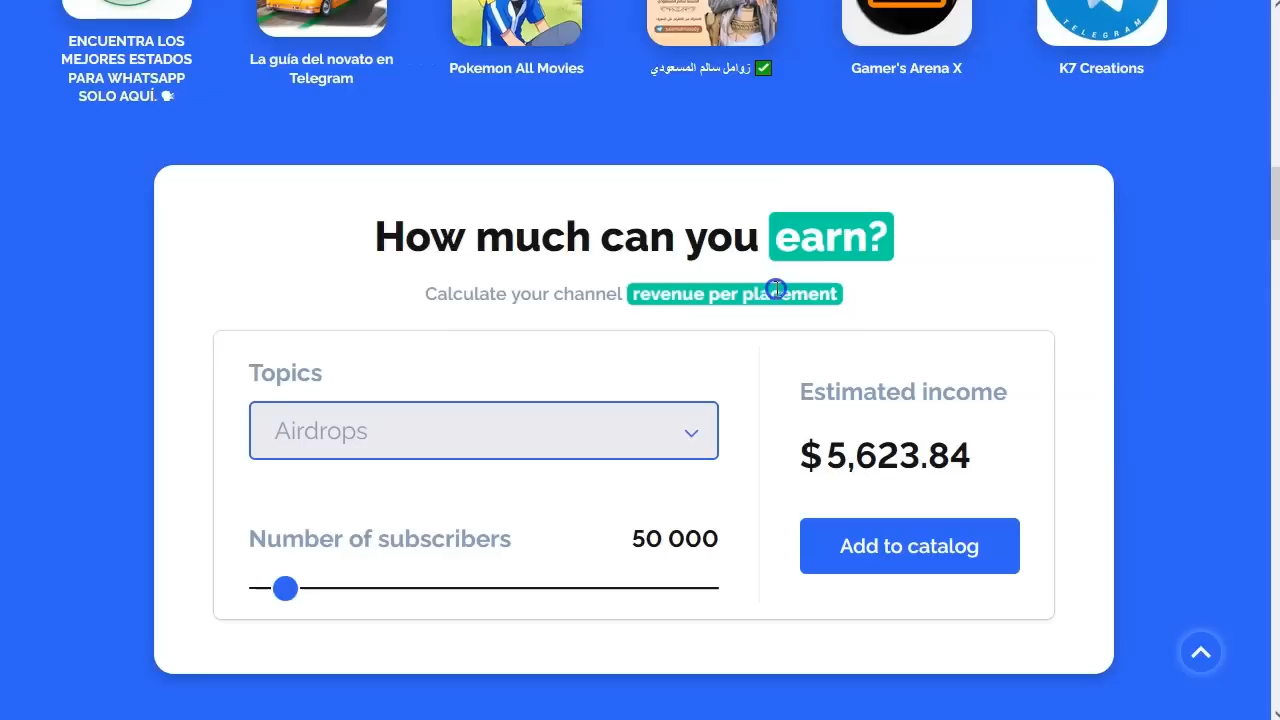 ENCUENTRA LOS
MEJORES ESTADOS
PARA WHATSAPP
SOLO AQUÍ. 🗣
La guía del novato en
Telegram
Pokemon All Movies
زوامل سالم المسعودي ✅
Gamer's Arena X
K7 Creations
TELEGRAM
How much can you earn?
Calculate your channel revenue per placement
Topics
Airdrops
Estimated income
$ 5,623.84
Number of subscribers
50 000
Add to catalog